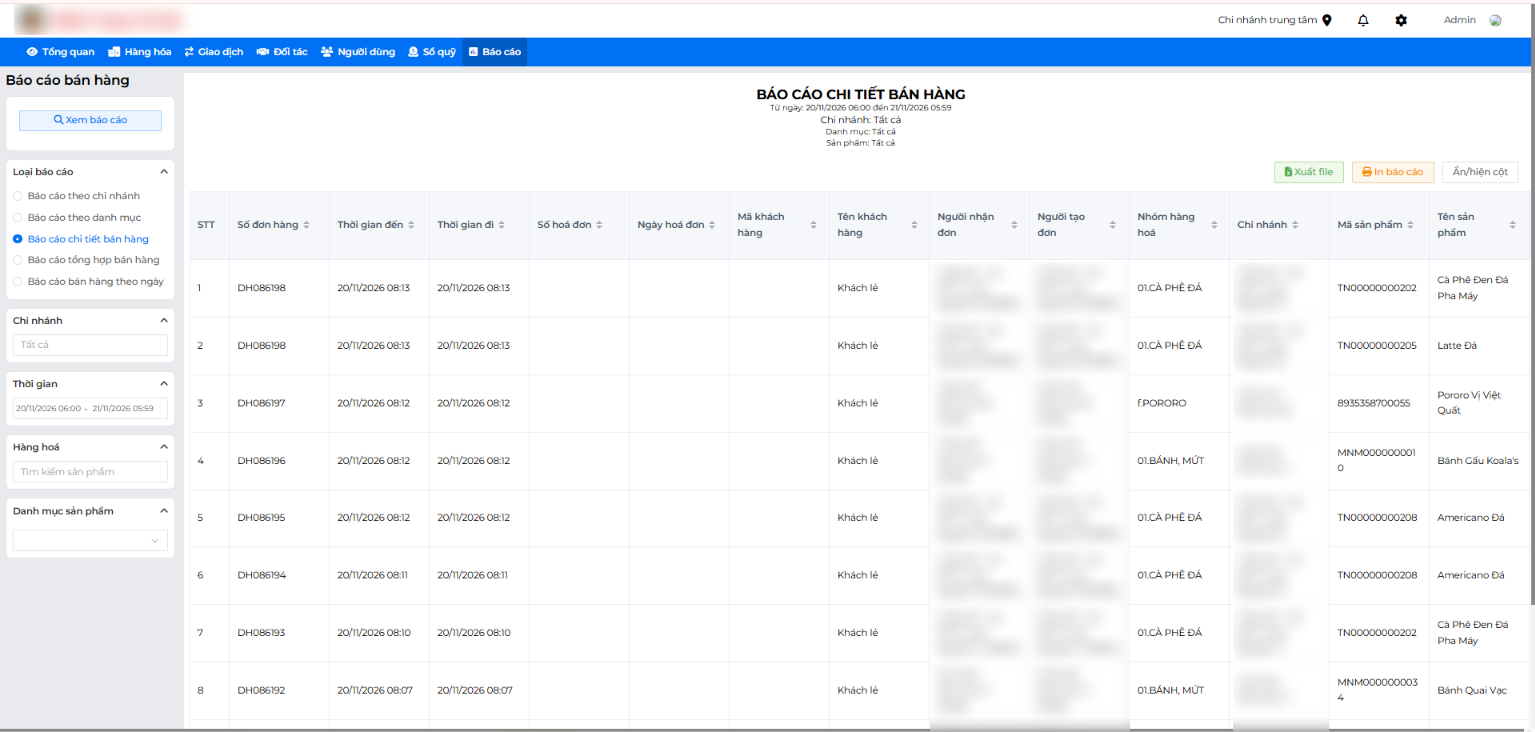 Chi nhánh trung tâm
Admin
Tổng quan Hàng hóa Giao dịch Đối tác Người dùng Sổ quỹ Báo cáo
Báo cáo bán hàng
Xem báo cáo
Loại báo cáo
Báo cáo theo chi nhánh
Báo cáo theo danh mục
Báo cáo chi tiết bán hàng
Báo cáo tổng hợp bán hàng
Báo cáo bán hàng theo ngày
Chi nhánh
Tất cả
Thời gian
20/11/2026 06:00 - 21/11/2026 05:59
Hàng hoá
Tìm kiếm sản phẩm
Danh mục sản phẩm
BÁO CÁO CHI TIẾT BÁN HÀNG
Từ ngày: 20/11/2026 06:00 đến 21/11/2026 05:59
Chi nhánh: Tất cả
Danh mục: Tất cả
Sản phẩm: Tất cả
Xuất file In báo cáo Ẩn/hiện cột
STT Số đơn hàng Thời gian đến Thời gian đi Số hoá đơn Ngày hoá đơn Mã khách hàng Tên khách hàng Người nhận đơn Người tạo đơn Nhóm hàng hoá Chi nhánh Mã sản phẩm Tên sản phẩm
1 DH086198 20/11/2026 08:13 20/11/2026 08:13 Khách lẻ 01.CÀ PHÊ ĐÁ TN00000000202 Cà Phê Đen Đá Pha Máy
2 DH086198 20/11/2026 08:13 20/11/2026 08:13 Khách lẻ 01.CÀ PHÊ ĐÁ TN00000000205 Latte Đá
3 DH086197 20/11/2026 08:12 20/11/2026 08:12 Khách lẻ f.PORORO 8935358700055 Pororo Vị Việt Quất
4 DH086196 20/11/2026 08:12 20/11/2026 08:12 Khách lẻ 01.BÁNH, MỨT MNM0000000010 Bánh Gấu Koala's
5 DH086195 20/11/2026 08:12 20/11/2026 08:12 Khách lẻ 01.CÀ PHÊ ĐÁ TN00000000208 Americano Đá
6 DH086194 20/11/2026 08:11 20/11/2026 08:11 Khách lẻ 01.CÀ PHÊ ĐÁ TN00000000208 Americano Đá
7 DH086193 20/11/2026 08:10 20/11/2026 08:10 Khách lẻ 01.CÀ PHÊ ĐÁ TN00000000202 Cà Phê Đen Đá Pha Máy
8 DH086192 20/11/2026 08:07 20/11/2026 08:07 Khách lẻ 01.BÁNH, MỨT MNM0000000034 Bánh Quai Vạc